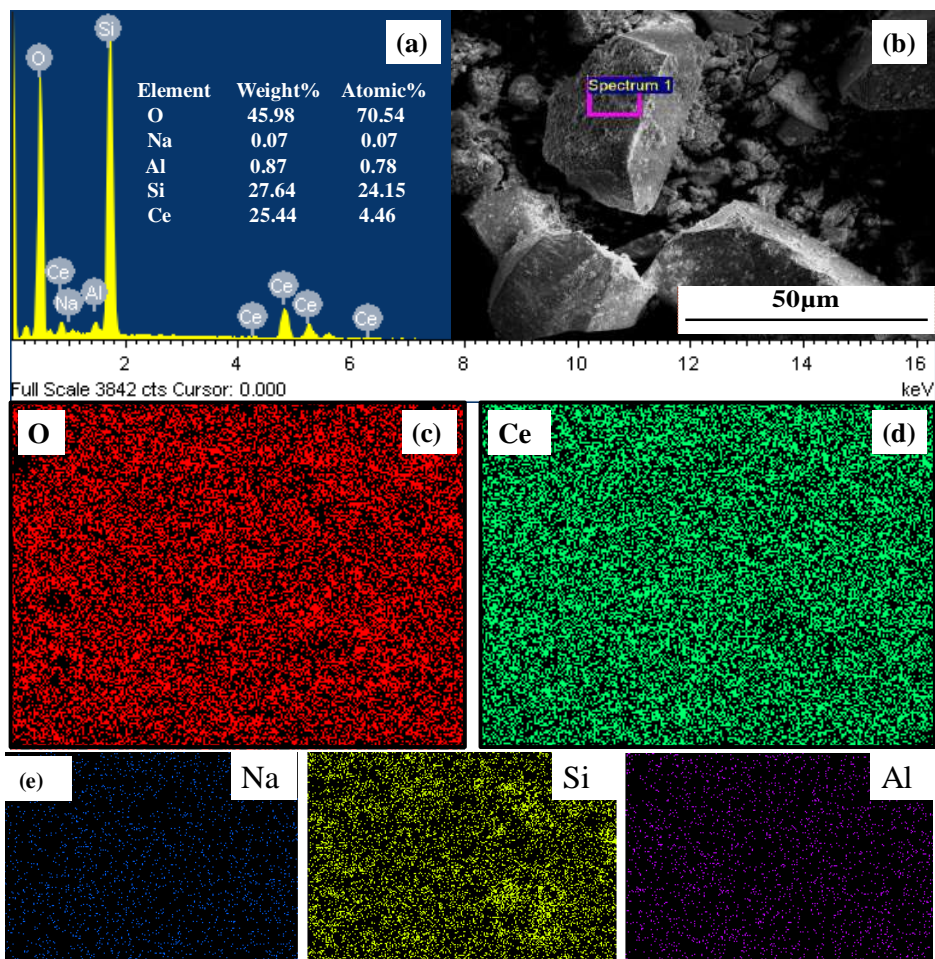 (a)
Si
O
Element Weight% Atomic%
O 45.98 70.54
Na 0.07 0.07
Al 0.87 0.78
Si 27.64 24.15
Ce 25.44 4.46
Ce
Na
Al
Ce
Ce
Ce
Ce
(b)
Spectrum 1
50μm
2 4 6 8 10 12 14 16
Full Scale 3842 cts Cursor: 0.000 keV
O (c)
Ce (d)
(e) Na
Si
Al